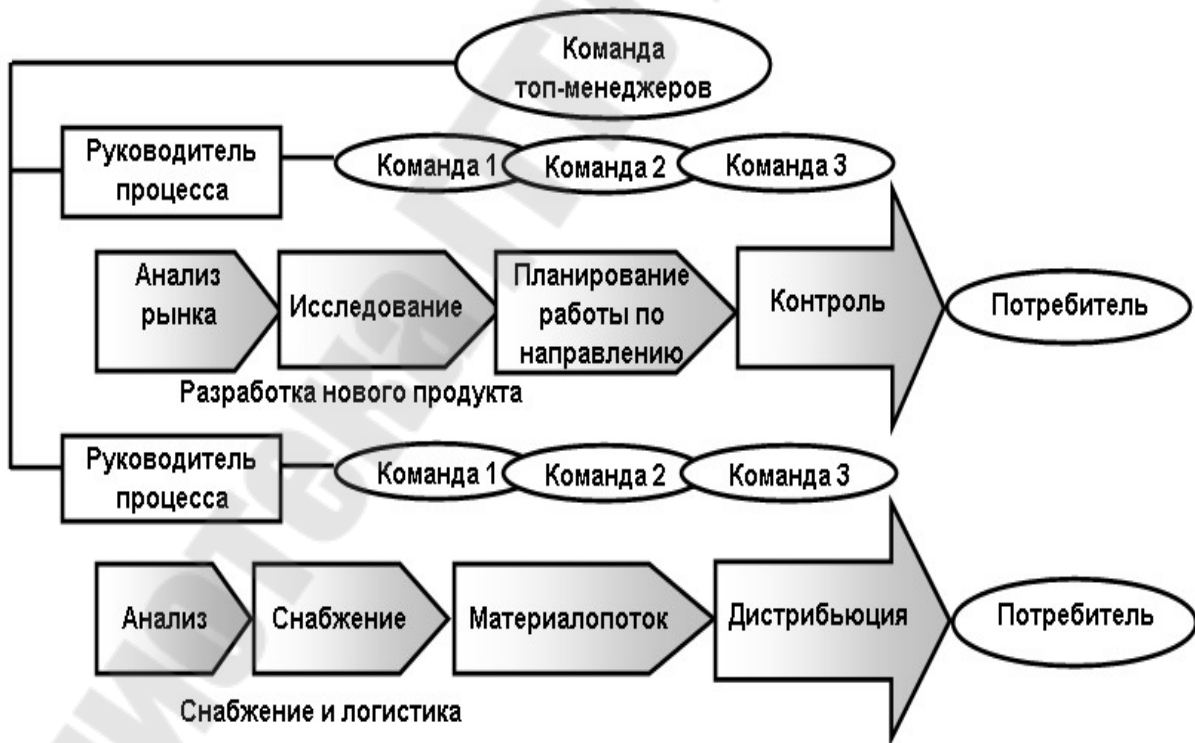 Команда
топ-менеджеров
Руководитель
процесса
Команда 1
Команда 2
Команда 3
Анализ
рынка
Исследование
Планирование
работы по
направлению
Контроль
Потребитель
Разработка нового продукта
Руководитель
процесса
Команда 1
Команда 2
Команда 3
Анализ
Снабжение
Материалопоток
Дистрибьюция
Потребитель
Снабжение и логистика